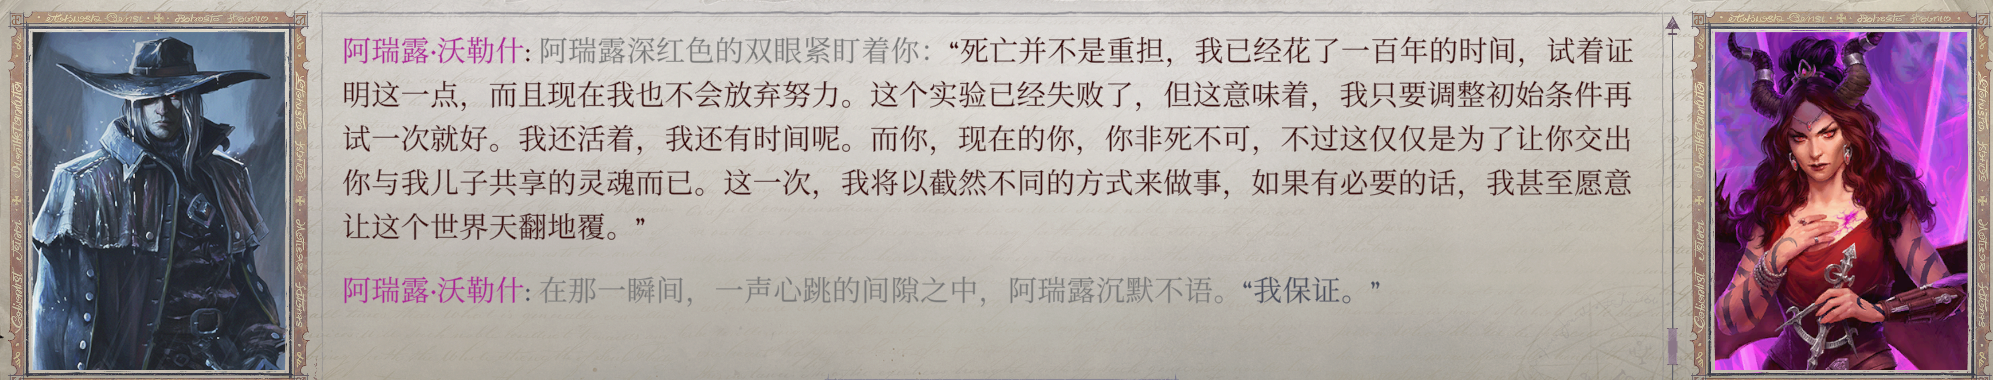 阿瑞露·沃勒什: 阿瑞露深红色的双眼紧盯着你：“死亡并不是重担，我已经花了一百年的时间，试着证
明这一点，而且现在我也不会放弃努力。这个实验已经失败了，但这意味着，我只要调整初始条件再
试一次就好。我还活着，我还有时间呢。而你，现在的你，你非死不可，不过这仅仅是为了让你交出
你与我儿子共享的灵魂而已。这一次，我将以截然不同的方式来做事，如果有必要的话，我甚至愿意
让这个世界天翻地覆。”
阿瑞露·沃勒什: 在那一瞬间，一声心跳的间隙之中，阿瑞露沉默不语。“我保证。”